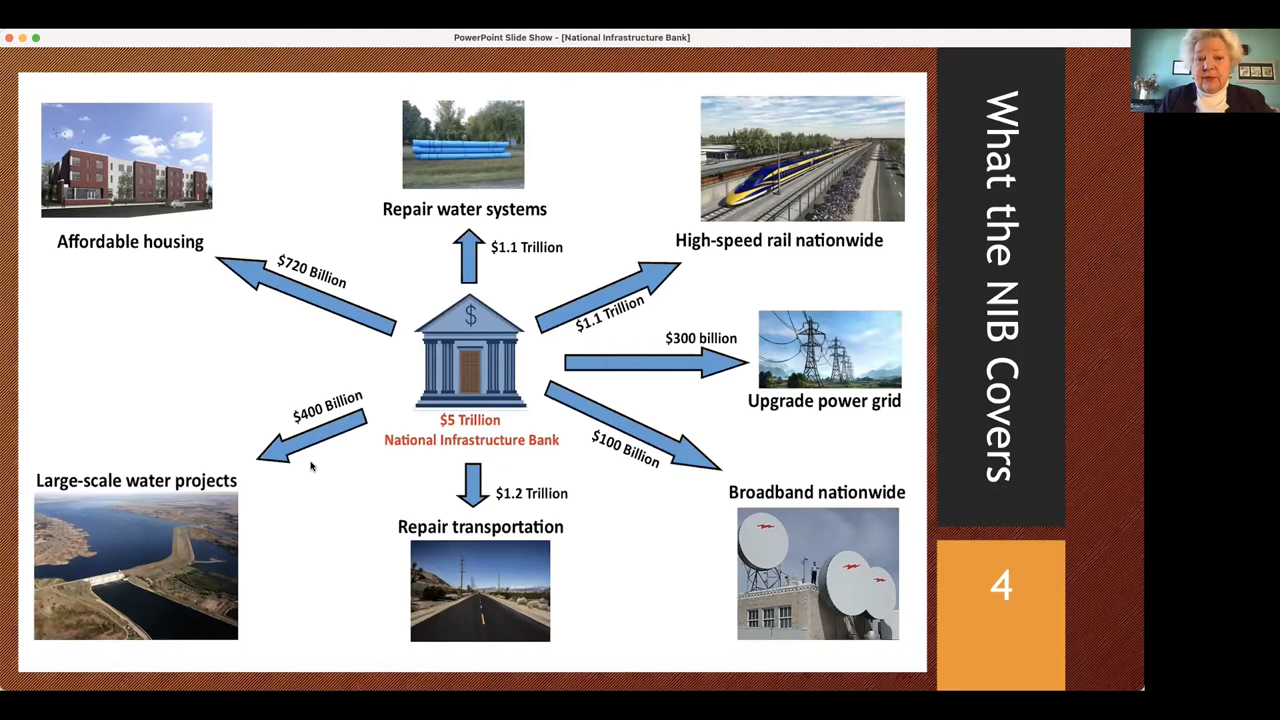 PowerPoint Slide Show - [National Infrastructure Bank]
What the NIB Covers
4
Affordable housing
$720 Billion
Repair water systems
$1.1 Trillion
High-speed rail nationwide
$1.1 Trillion
$
$300 billion
Upgrade power grid
$5 Trillion
National Infrastructure Bank
$400 Billion
Large-scale water projects
$1.2 Trillion
Repair transportation
$100 Billion
Broadband nationwide